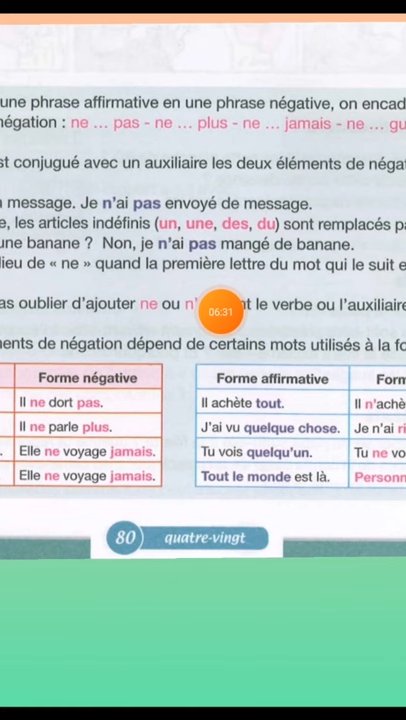 une phrase affirmative en une phrase négative, on encad
négation : ne ... pas - ne ... plus - ne ... jamais - ne ... gu
st conjugué avec un auxiliaire les deux éléments de néga
message. Je n'ai pas envoyé de message.
e, les articles indéfinis (un, une, des, du) sont remplacés pa
une banane ? Non, je n'ai pas mangé de banane.
lieu de « ne » quand la première lettre du mot qui le suit e
as oublier d'ajouter ne ou n' 06:31 nt le verbe ou l'auxiliaire
ments de négation dépend de certains mots utilisés à la fo
Forme négative
Il ne dort pas.
Il ne parle plus.
. Elle ne voyage jamais.
Elle ne voyage jamais.
Forme affirmative Form
Il achète tout. Il n'achè
J'ai vu quelque chose. Je n'ai ri
Tu vois quelqu'un. Tu ne vo
Tout le monde est là. Personn
80 quatre-vingt